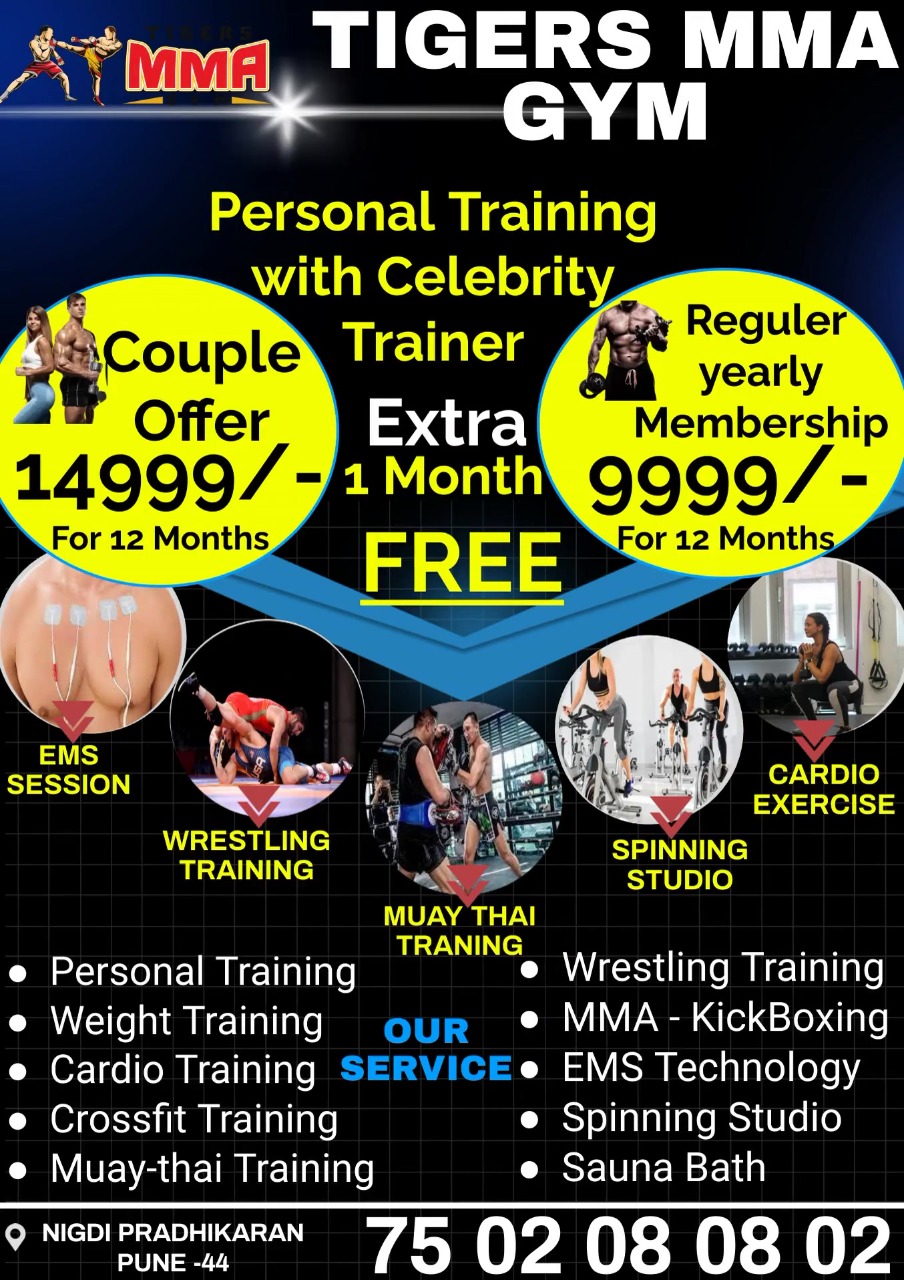 TIGERS
MMA
TIGERS MMA
GYM
Personal Training
with Celebrity
Trainer
Couple
Offer
14999/-
For 12 Months
Extra
1 Month
FREE
Reguler
yearly
Membership
9999/-
For 12 Months
EMS
SESSION
WRESTLING
TRAINING
MUAY THAI
TRANING
SPINNING
STUDIO
CARDIO
EXERCISE
• Personal Training
• Weight Training
• Cardio Training
• Crossfit Training
• Muay-thai Training
OUR
SERVICE
• Wrestling Training
• MMA - KickBoxing
• EMS Technology
• Spinning Studio
• Sauna Bath
NIGDI PRADHIKARAN
PUNE -44
75 02 08 08 02